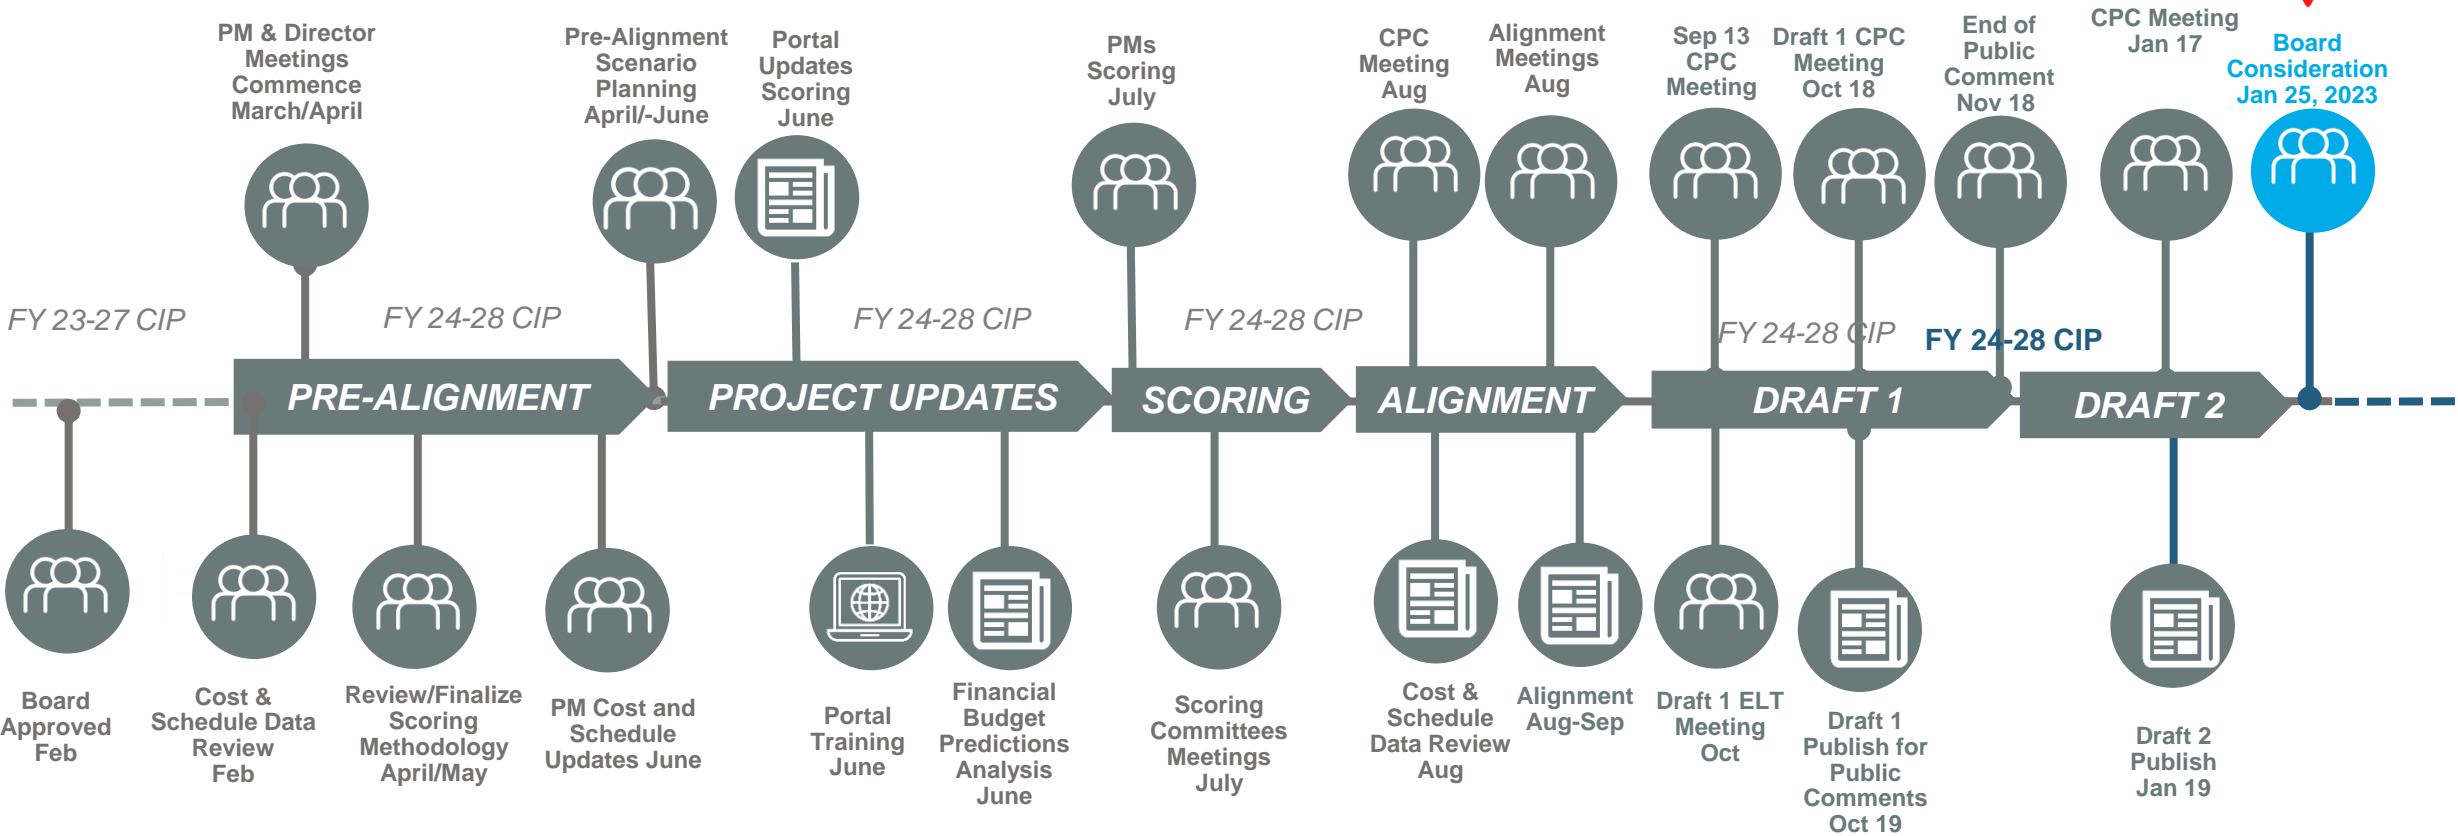 PM & Director
Meetings
Commence
March/April
Pre-Alignment
Scenario
Planning
April/-June
Portal
Updates
Scoring
June
PMs
Scoring
July
CPC
Meeting
Aug
Alignment
Meetings
Aug
Sep 13
CPC
Meeting
Draft 1 CPC
Meeting
Oct 18
End of
Public
Comment
Nov 18
CPC Meeting
Jan 17
Board
Consideration
Jan 25, 2023
FY 23-27 CIP
FY 24-28 CIP
FY 24-28 CIP
FY 24-28 CIP
FY 24-28 CIP
FY 24-28 CIP
PRE-ALIGNMENT
PROJECT UPDATES
SCORING
ALIGNMENT
DRAFT 1
DRAFT 2
Board
Approved
Feb
Cost &
Schedule Data
Review
Feb
Review/Finalize
Scoring
Methodology
April/May
PM Cost and
Schedule
Updates June
Portal
Training
June
Financial
Budget
Predictions
Analysis
June
Scoring
Committees
Meetings
July
Cost &
Schedule
Data Review
Aug
Alignment
Aug-Sep
Draft 1 ELT
Meeting
Oct
Draft 1
Publish for
Public
Comments
Oct 19
Draft 2
Publish
Jan 19